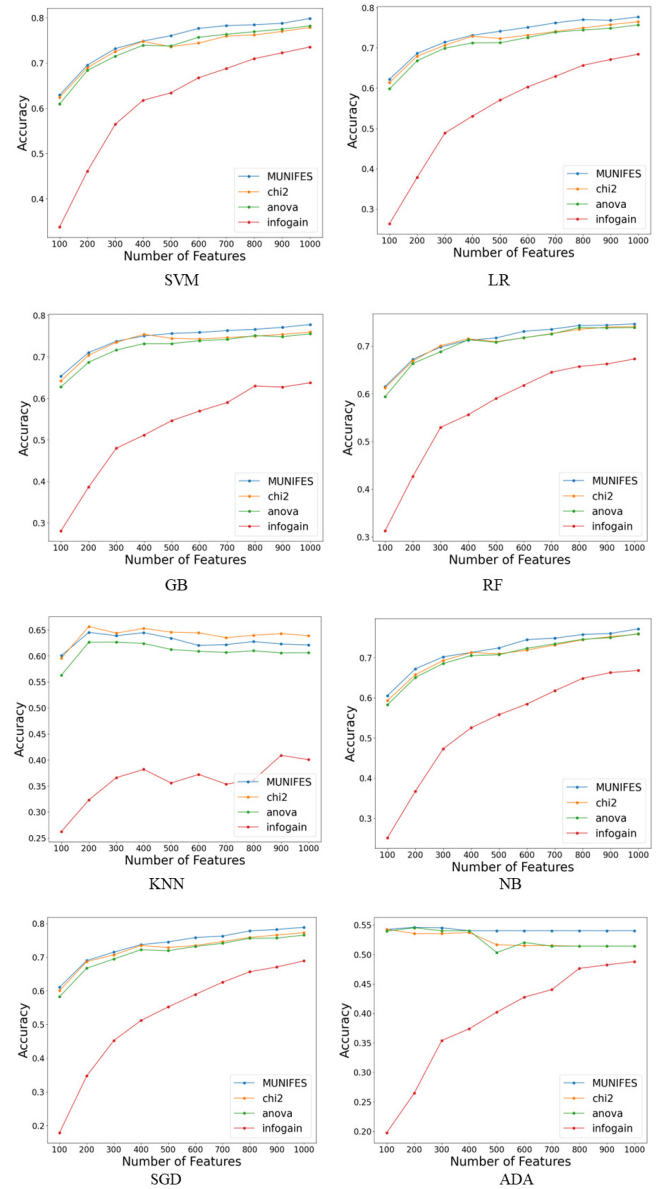 0.8
0.7
0.6
0.5
0.4
Accuracy
MUNIFES
chi2
anova
infogain
100 200 300 400 500 600 700 800 900 1000
Number of Features
SVM
0.8
0.7
0.6
0.5
0.4
0.3
Accuracy
MUNIFES
chi2
anova
infogain
100 200 300 400 500 600 700 800 900 1000
Number of Features
LR
0.8
0.7
0.6
0.5
0.4
0.3
Accuracy
MUNIFES
chi2
anova
infogain
100 200 300 400 500 600 700 800 900 1000
Number of Features
GB
0.7
0.6
0.5
0.4
0.3
Accuracy
MUNIFES
chi2
anova
infogain
100 200 300 400 500 600 700 800 900 1000
Number of Features
RF
0.65
0.60
0.55
0.50
0.45
0.40
0.35
0.30
0.25
Accuracy
MUNIFES
chi2
anova
infogain
100 200 300 400 500 600 700 800 900 1000
Number of Features
KNN
0.7
0.6
0.5
0.4
0.3
Accuracy
MUNIFES
chi2
anova
infogain
100 200 300 400 500 600 700 800 900 1000
Number of Features
NB
0.8
0.7
0.6
0.5
0.4
0.3
0.2
Accuracy
MUNIFES
chi2
anova
infogain
100 200 300 400 500 600 700 800 900 1000
Number of Features
SGD
0.55
0.50
0.45
0.40
0.35
0.30
0.25
0.20
Accuracy
MUNIFES
chi2
anova
infogain
100 200 300 400 500 600 700 800 900 1000
Number of Features
ADA